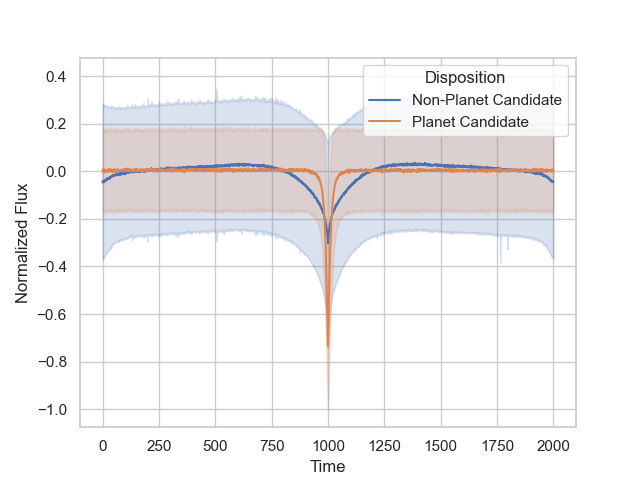 Disposition
Non-Planet Candidate
Planet Candidate
Normalized Flux
0.4
0.2
0.0
−0.2
−0.4
−0.6
−0.8
−1.0
0 250 500 750 1000 1250 1500 1750 2000
Time